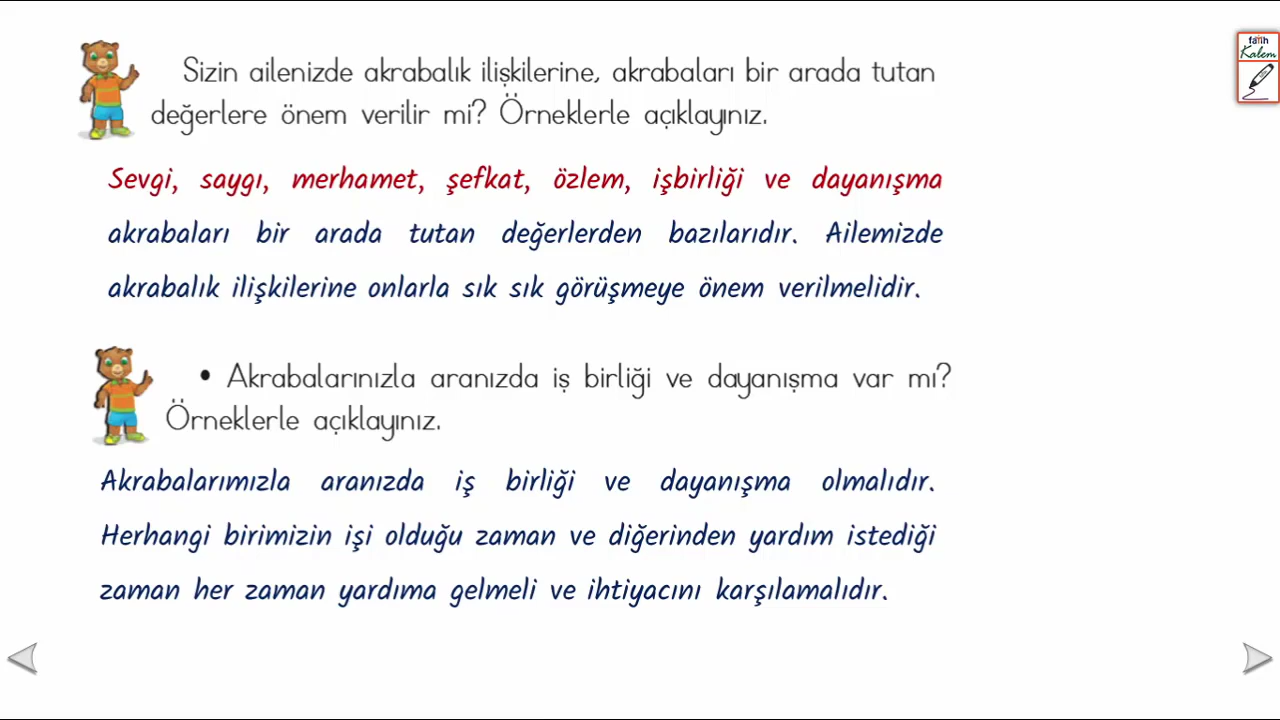 Sizin ailenizde akrabalık ilişkilerine, akrabaları bir arada tutan
değerlere önem verilir mi? Örneklerle açıklayınız.
Sevgi, saygı, merhamet, şefkat, özlem, işbirliği ve dayanışma
akrabaları bir arada tutan değerlerden bazılarıdır. Ailemizde
akrabalık ilişkilerine onlarla sık sık görüşmeye önem verilmelidir.
• Akrabalarınızla aranızda iş birliği ve dayanışma var mı?
Örneklerle açıklayınız.
Akrabalarımızla aranızda iş birliği ve dayanışma olmalıdır.
Herhangi birimizin işi olduğu zaman ve diğerinden yardım istediği
zaman her zaman yardıma gelmeli ve ihtiyacını karşılamalıdır.
fatih
Kalem